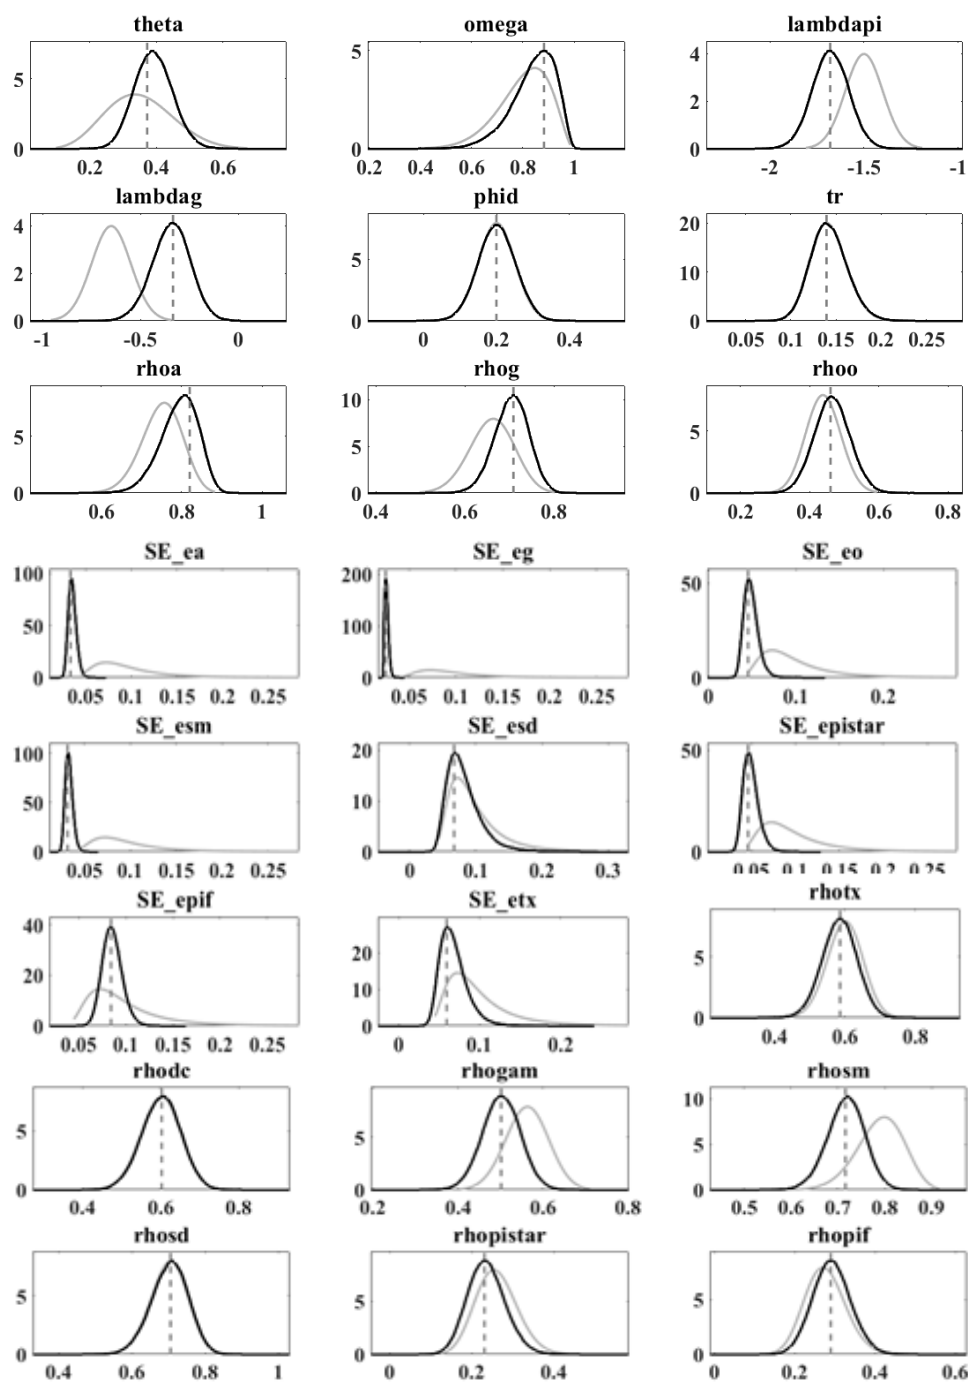 theta omega lambdapi
5 5 4
2
0 0 0
0.2 0.4 0.6 0.2 0.4 0.6 0.8 1 -2 -1.5 -1
lambdag phid tr
4 5 20
2 10
0 0 0
-1 -0.5 0 0 0.2 0.4 0.05 0.1 0.15 0.2 0.25
rhoa rhog rhoo
5 10 5
5
0 0 0
0.6 0.8 1 0.4 0.6 0.8 0.2 0.4 0.6 0.8
SE_ea SE_eg SE_eo
100 200 50
50 100
0 0 0
0.05 0.1 0.15 0.2 0.25 0.05 0.1 0.15 0.2 0.25 0 0.1 0.2
SE_esm SE_esd SE_epistar
100 20 50
50 10
0 0 0
0.05 0.1 0.15 0.2 0.25 0 0.1 0.2 0.3 0.05 0.1 0.15 0.2 0.25
SE_epif SE_etx rhotx
40 20 5
20 10
0 0 0
0.05 0.1 0.15 0.2 0.25 0 0.1 0.2 0.4 0.6 0.8
rhodc rhogam rhosm
5 5 10
5
0 0 0
0.4 0.6 0.8 0.2 0.4 0.6 0.8 0.5 0.6 0.7 0.8 0.9
rhosd rhopistar rhopif
5 5 5
0 0 0
0.4 0.6 0.8 1 0 0.2 0.4 0.6 0 0.2 0.4 0.6